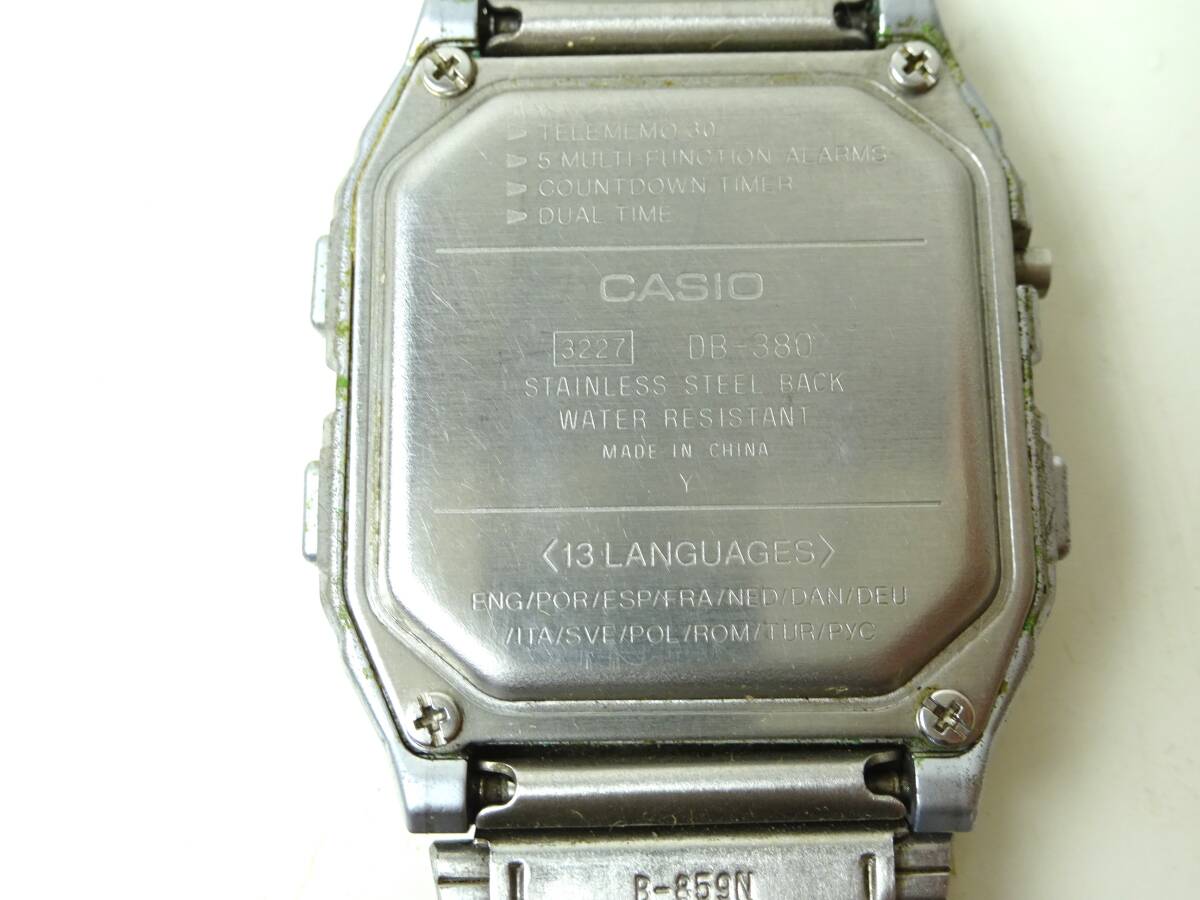 TELEMEMO 30
5 MULTI-FUNCTION ALARMS
COUNTDOWN TIMER
DUAL TIME
CASIO
3227 DB-380
STAINLESS STEEL BACK
WATER RESISTANT
MADE IN CHINA
Y
<13 LANGUAGES>
ENG/POR/ESP/FRA/NED/DAN/DEU
/ITA/SVE/POL/ROM/TUR/РУС
B-859N